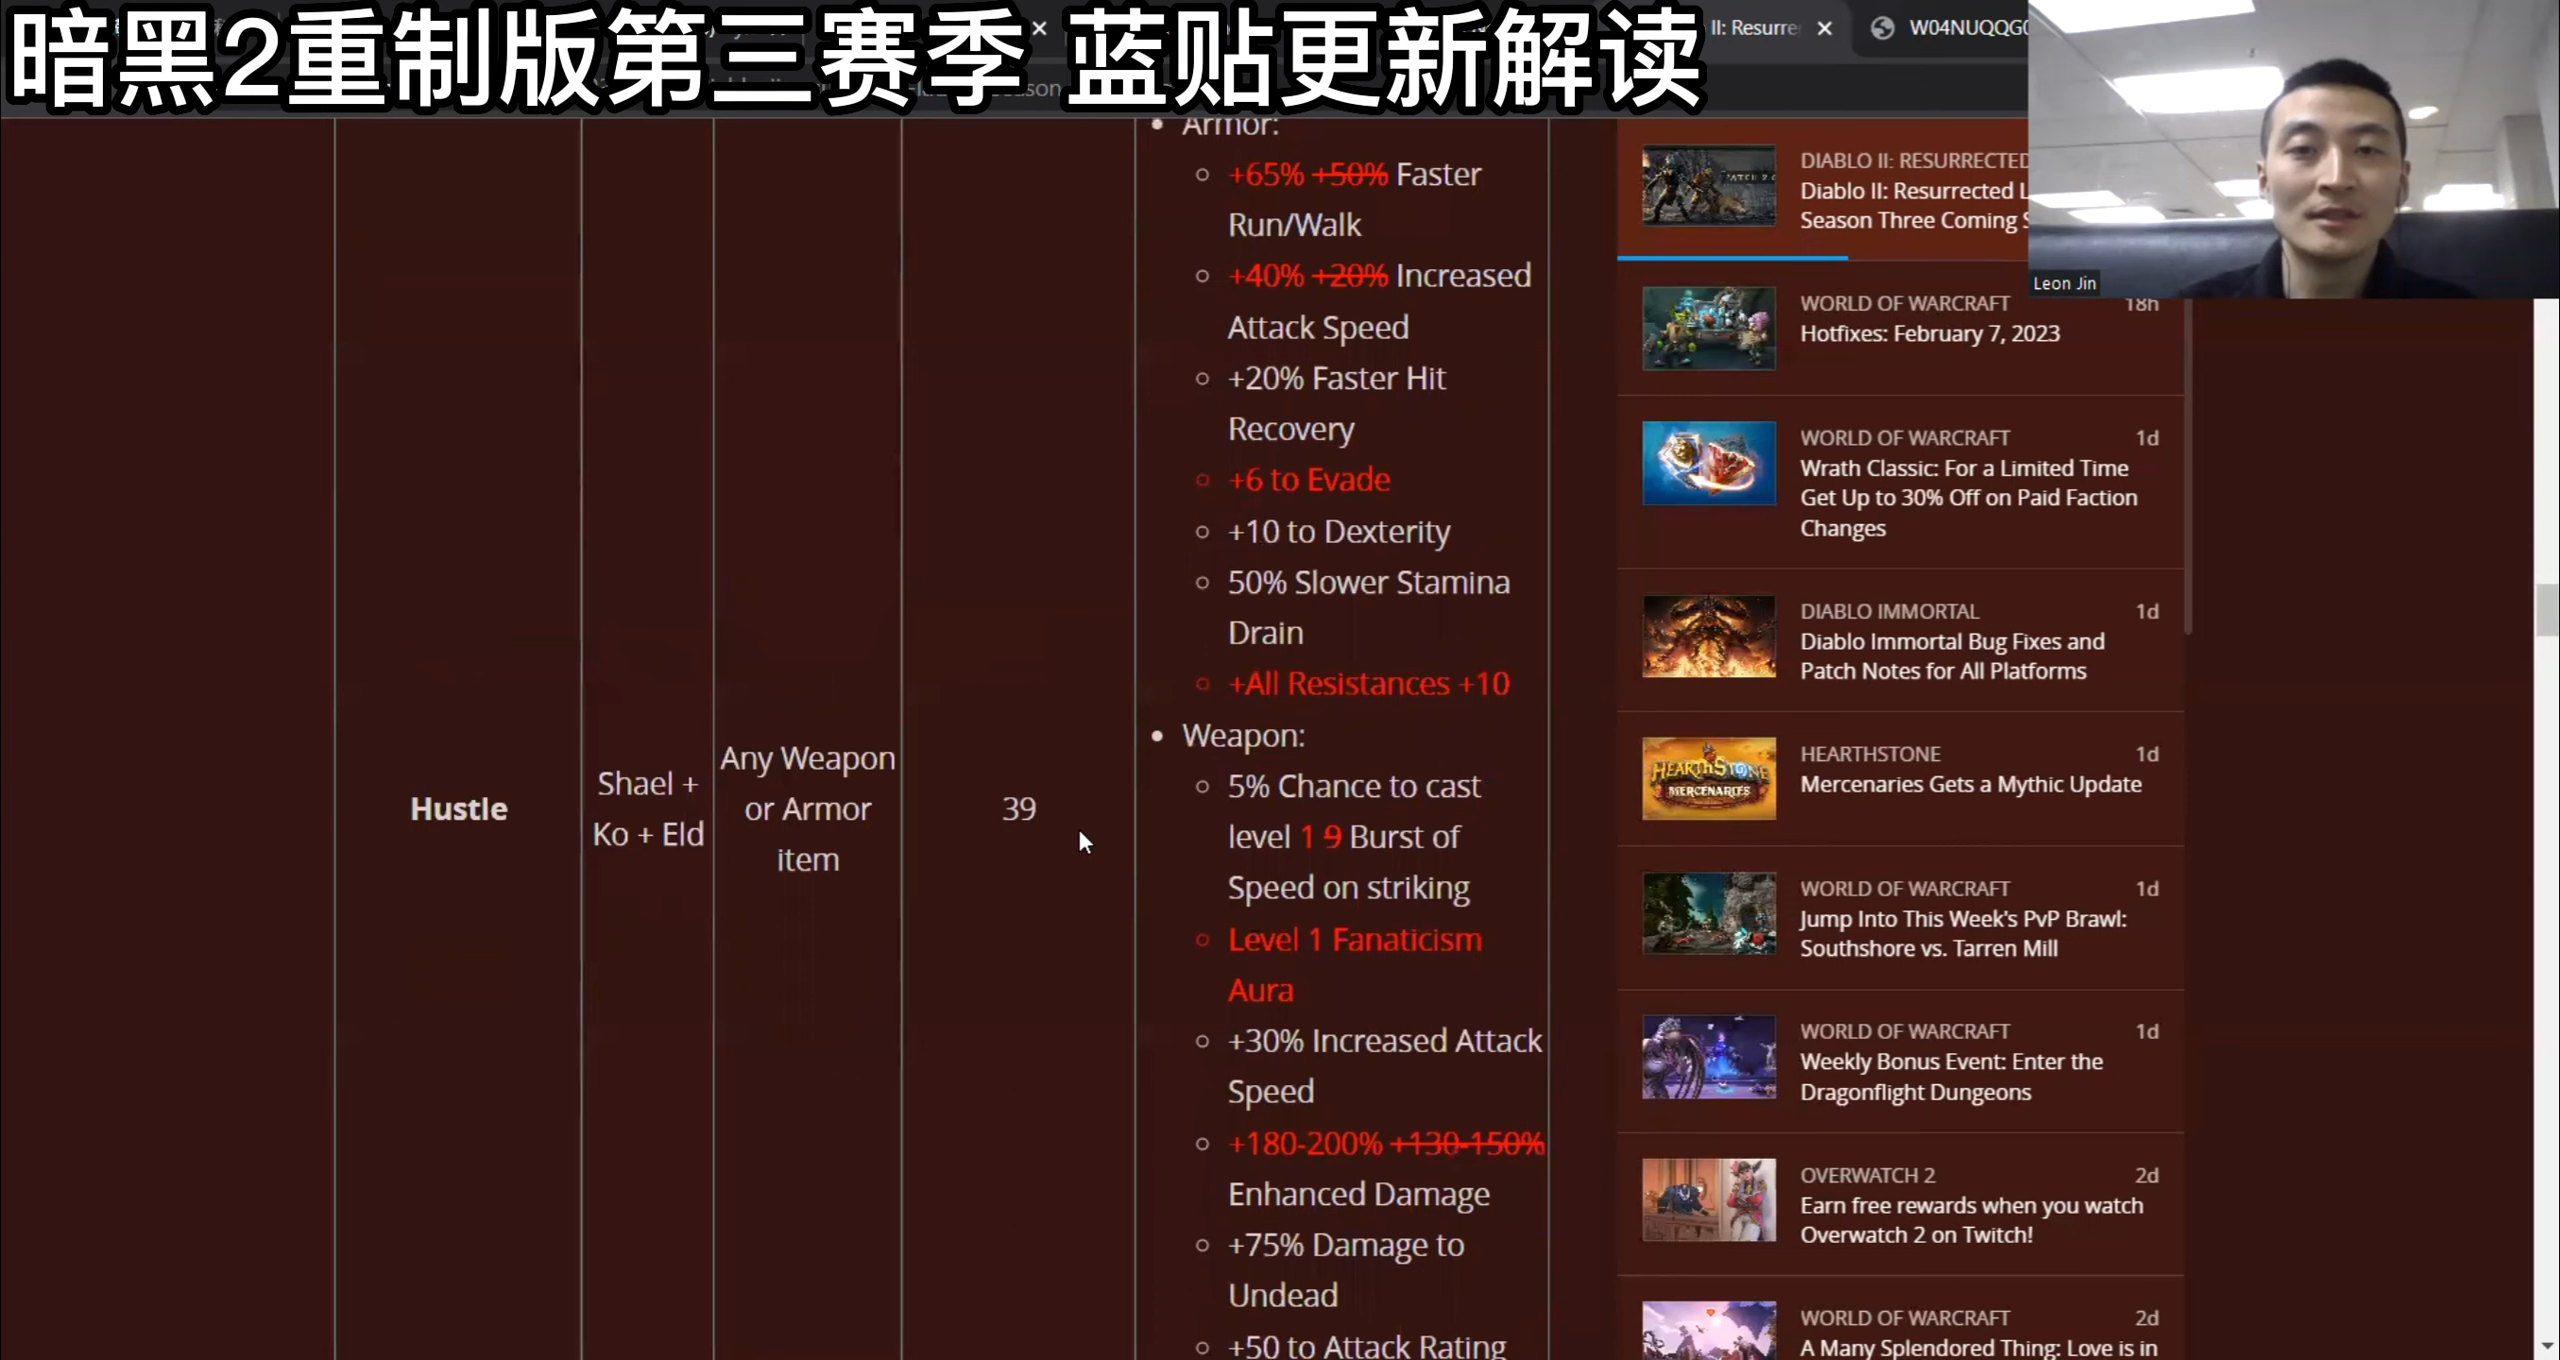 暗黑2重制版第三赛季 蓝贴更新解读
II: Resurre
W04NUQQG0
Leon Jin
Hustle
Shael +
Ko + Eld
Any Weapon
or Armor
item
39
Armor:
+65% +50% Faster
Run/Walk
+40% +20% Increased
Attack Speed
+20% Faster Hit
Recovery
+6 to Evade
+10 to Dexterity
50% Slower Stamina
Drain
+All Resistances +10
Weapon:
5% Chance to cast
level 1 9 Burst of
Speed on striking
Level 1 Fanaticism
Aura
+30% Increased Attack
Speed
+180-200% +130-150%
Enhanced Damage
+75% Damage to
Undead
+50 to Attack Rating
DIABLO II: RESURRECTED
Diablo II: Resurrected L
Season Three Coming S
WORLD OF WARCRAFT 18h
Hotfixes: February 7, 2023
WORLD OF WARCRAFT 1d
Wrath Classic: For a Limited Time
Get Up to 30% Off on Paid Faction
Changes
DIABLO IMMORTAL 1d
Diablo Immortal Bug Fixes and
Patch Notes for All Platforms
HEARTHSTONE
MERCENARIES
HEARTHSTONE 1d
Mercenaries Gets a Mythic Update
WORLD OF WARCRAFT 1d
Jump Into This Week's PvP Brawl:
Southshore vs. Tarren Mill
WORLD OF WARCRAFT 1d
Weekly Bonus Event: Enter the
Dragonflight Dungeons
OVERWATCH 2 2d
Earn free rewards when you watch
Overwatch 2 on Twitch!
WORLD OF WARCRAFT 2d
A Many Splendored Thing: Love is in